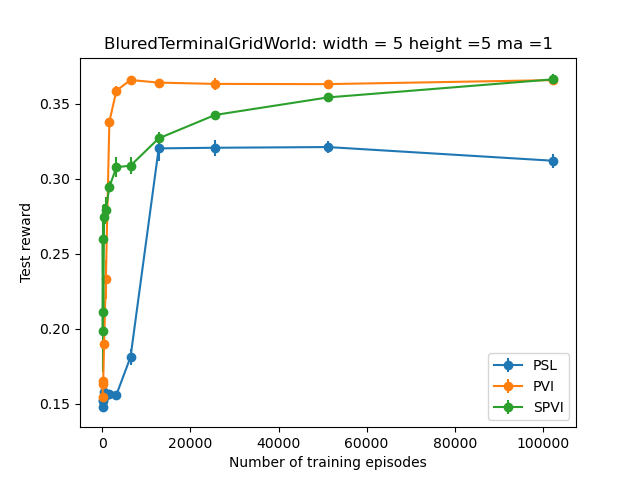 BluredTerminalGridWorld: width = 5 height =5 ma =1
Test reward
0.35
0.30
0.25
0.20
0.15
0 20000 40000 60000 80000 100000
Number of training episodes
PSL
PVI
SPVI